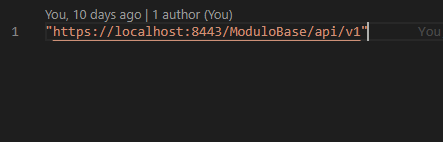 You, 10 days ago | 1 author (You)
1 "https://localhost:8443/ModuloBase/api/v1" You